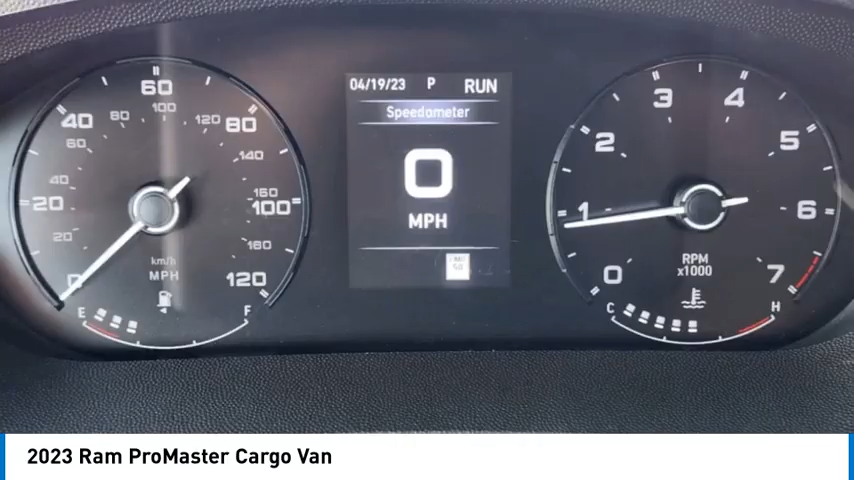 04/19/23 P RUN
Speedometer
0
MPH
0 20 40 60 80 100 120
20 40 60 80 100 120 140 160
km/h
MPH
E F
0 1 2 3 4 5 6 7
RPM
x1000
C H
2023 Ram ProMaster Cargo Van